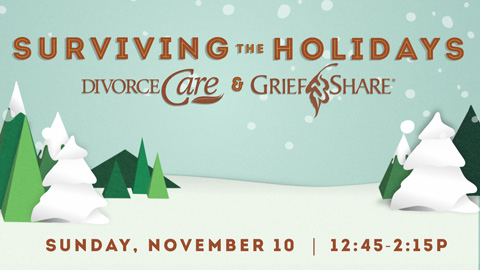 SURVIVING THE HOLIDAYS
DIVORCECare & GRIEFSHARE®
SUNDAY, NOVEMBER 10 | 12:45-2:15P